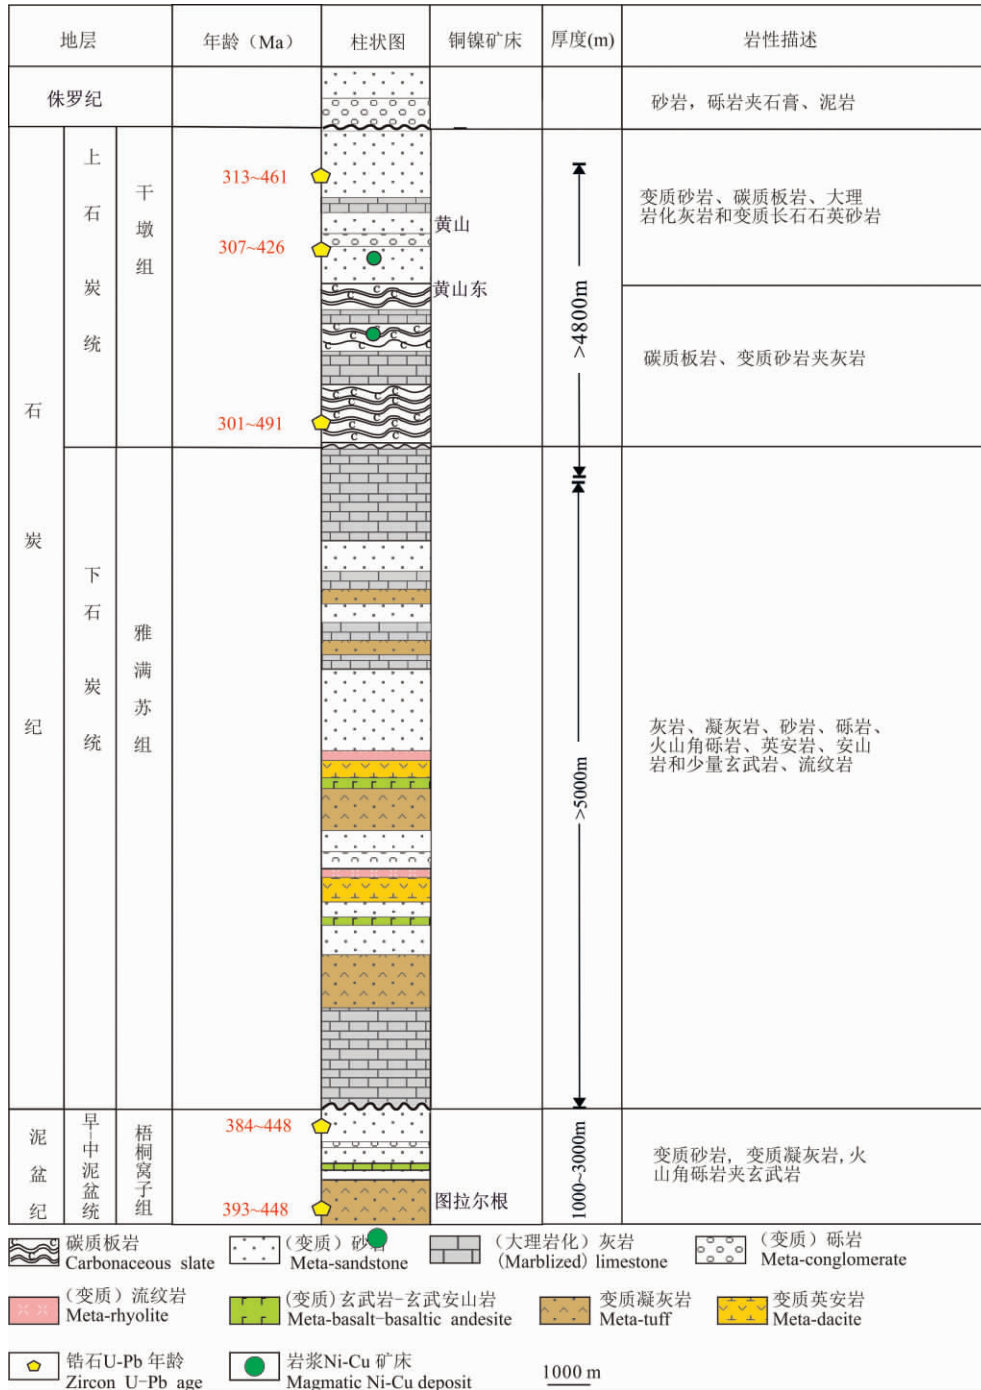 地层
年龄（Ma）
柱状图
铜镍矿床
厚度(m)
岩性描述
侏罗纪
砂岩，砾岩夹石膏、泥岩
石炭纪
上石炭统
干墩组
313~461
307~426
301~491
黄山
黄山东
>4800m
变质砂岩、碳质板岩、大理
岩化灰岩和变质长石石英砂岩
碳质板岩、变质砂岩夹灰岩
下石炭统
雅满苏组
>5000m
灰岩、凝灰岩、砂岩、砾岩、
火山角砾岩、英安岩、安山
岩和少量玄武岩、流纹岩
泥盆纪
早-中泥盆统
梧桐窝子组
384~448
393~448
图拉尔根
1000~3000m
变质砂岩，变质凝灰岩,火
山角砾岩夹玄武岩
碳质板岩
Carbonaceous slate
（变质）砂岩
Meta-sandstone
（大理岩化）灰岩
(Marblized) limestone
（变质）砾岩
Meta-conglomerate
（变质）流纹岩
Meta-rhyolite
(变质)玄武岩-玄武安山岩
Meta-basalt-basaltic andesite
变质凝灰岩
Meta-tuff
变质英安岩
Meta-dacite
锆石U-Pb 年龄
Zircon U-Pb age
岩浆Ni-Cu 矿床
Magmatic Ni-Cu deposit
1000 m